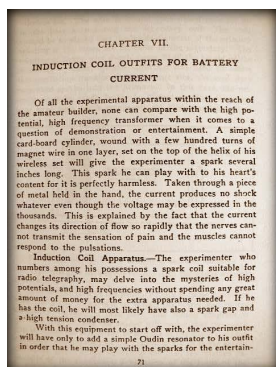 CHAPTER VII.
INDUCTION COIL OUTFITS FOR BATTERY
CURRENT
Of all the experimental apparatus within the reach of
the amateur builder, none can compare with the high po-
tential, high frequency transformer when it comes to a
question of demonstration or entertainment. A simple
card-board cylinder, wound with a few hundred turns of
magnet wire in one layer, set on the top of the helix of his
wireless set will give the experimenter a spark several
inches long. This spark he can play with to his heart's
content for it is perfectly harmless. Taken through a piece
of metal held in the hand, the current produces no shock
whatever even though the voltage may be expressed in the
thousands. This is explained by the fact that the current
changes its direction of flow so rapidly that the nerves can-
not transmit the sensation of pain and the muscles cannot
respond to the pulsations.
Induction Coil Apparatus.—The experimenter who
numbers among his possessions a spark coil suitable for
radio telegraphy, may delve into the mysteries of high
potentials, and high frequencies without spending any great
amount of money for the extra apparatus needed. If he
has the coil, he will most likely have also a spark gap and
a high tension condenser.
With this equipment to start off with, the experimenter
will have only to add a simple Oudin resonator to his outfit
in order that he may play with the sparks for the entertain-
71